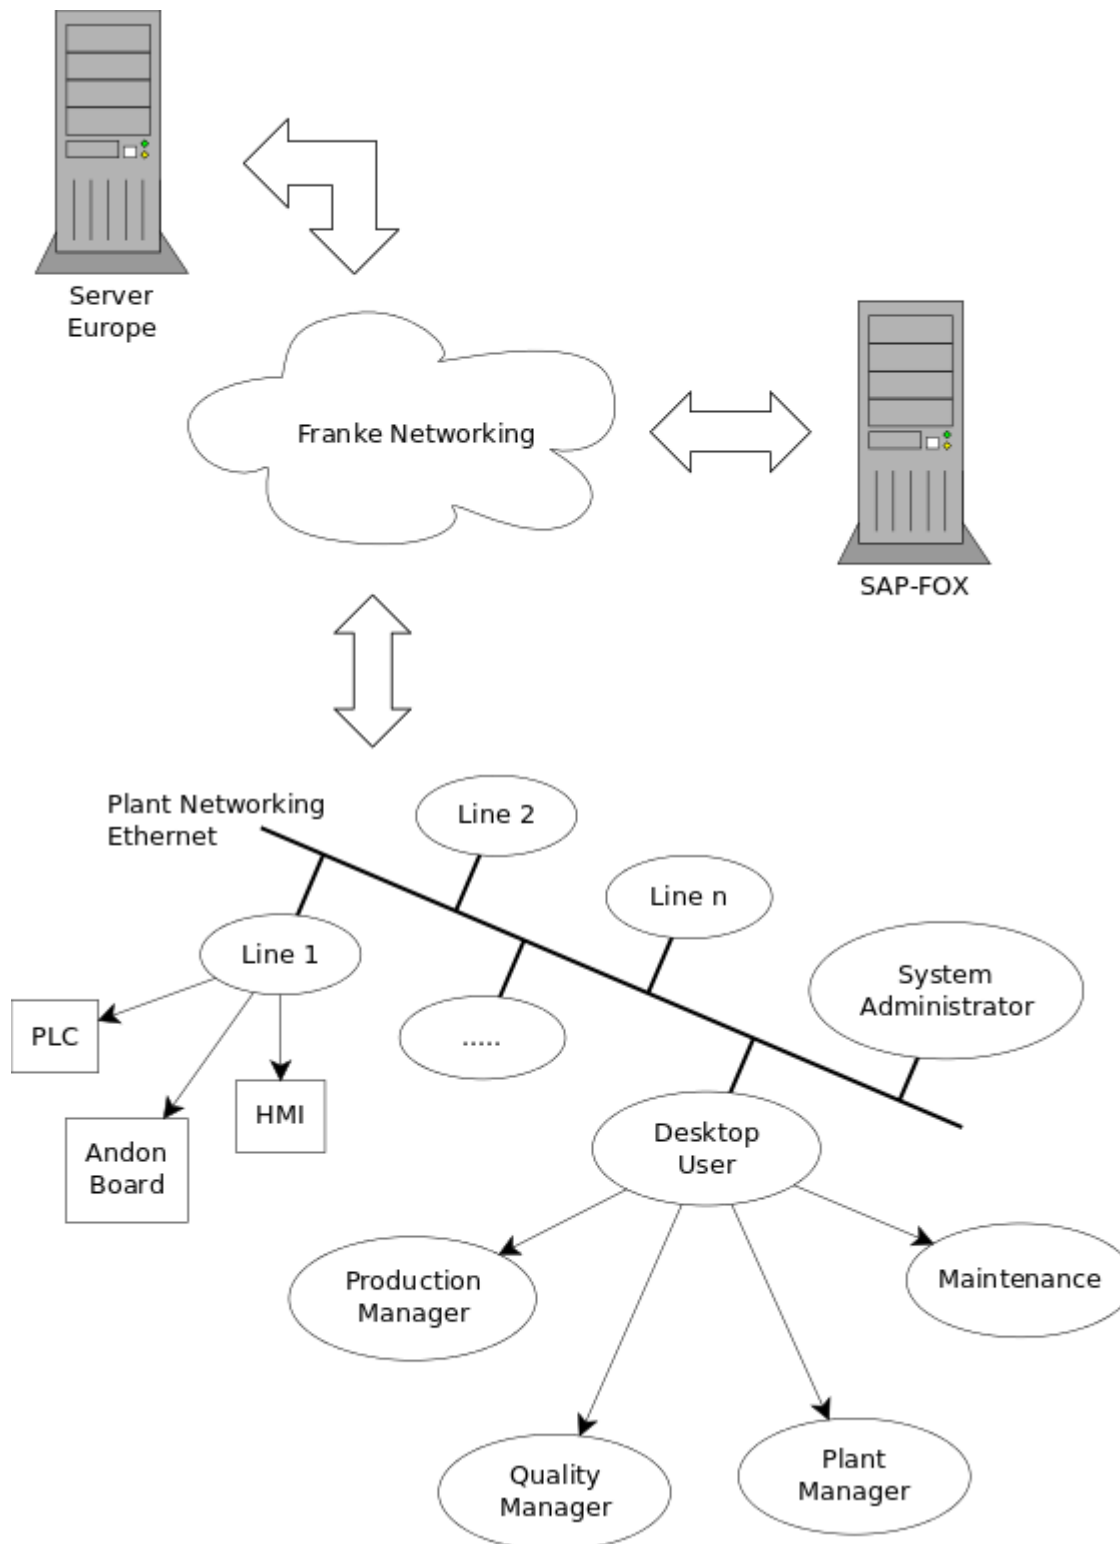 Server
Europe
Franke Networking
SAP-FOX
Plant Networking
Ethernet
Line 2
Line n
Line 1
System
Administrator
PLC
.....
HMI
Andon
Board
Desktop
User
Production
Manager
Maintenance
Quality
Manager
Plant
Manager